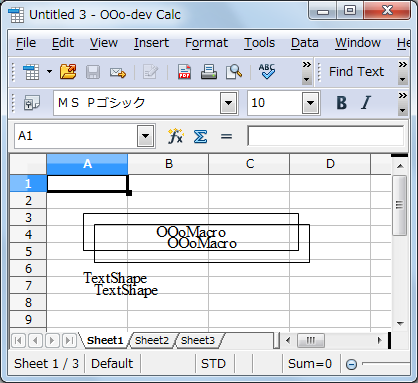 Untitled 3 - OOo-dev Calc
File Edit View Insert Format Tools Data Window He
Find Text
ＭＳ Ｐゴシック 10 B I
A1
A B C D
1
2
3
4
5
6
7
8
9
OOoMacro
OOoMacro
TextShape
TextShape
Sheet1 Sheet2 Sheet3
Sheet 1 / 3 Default STD Sum=0